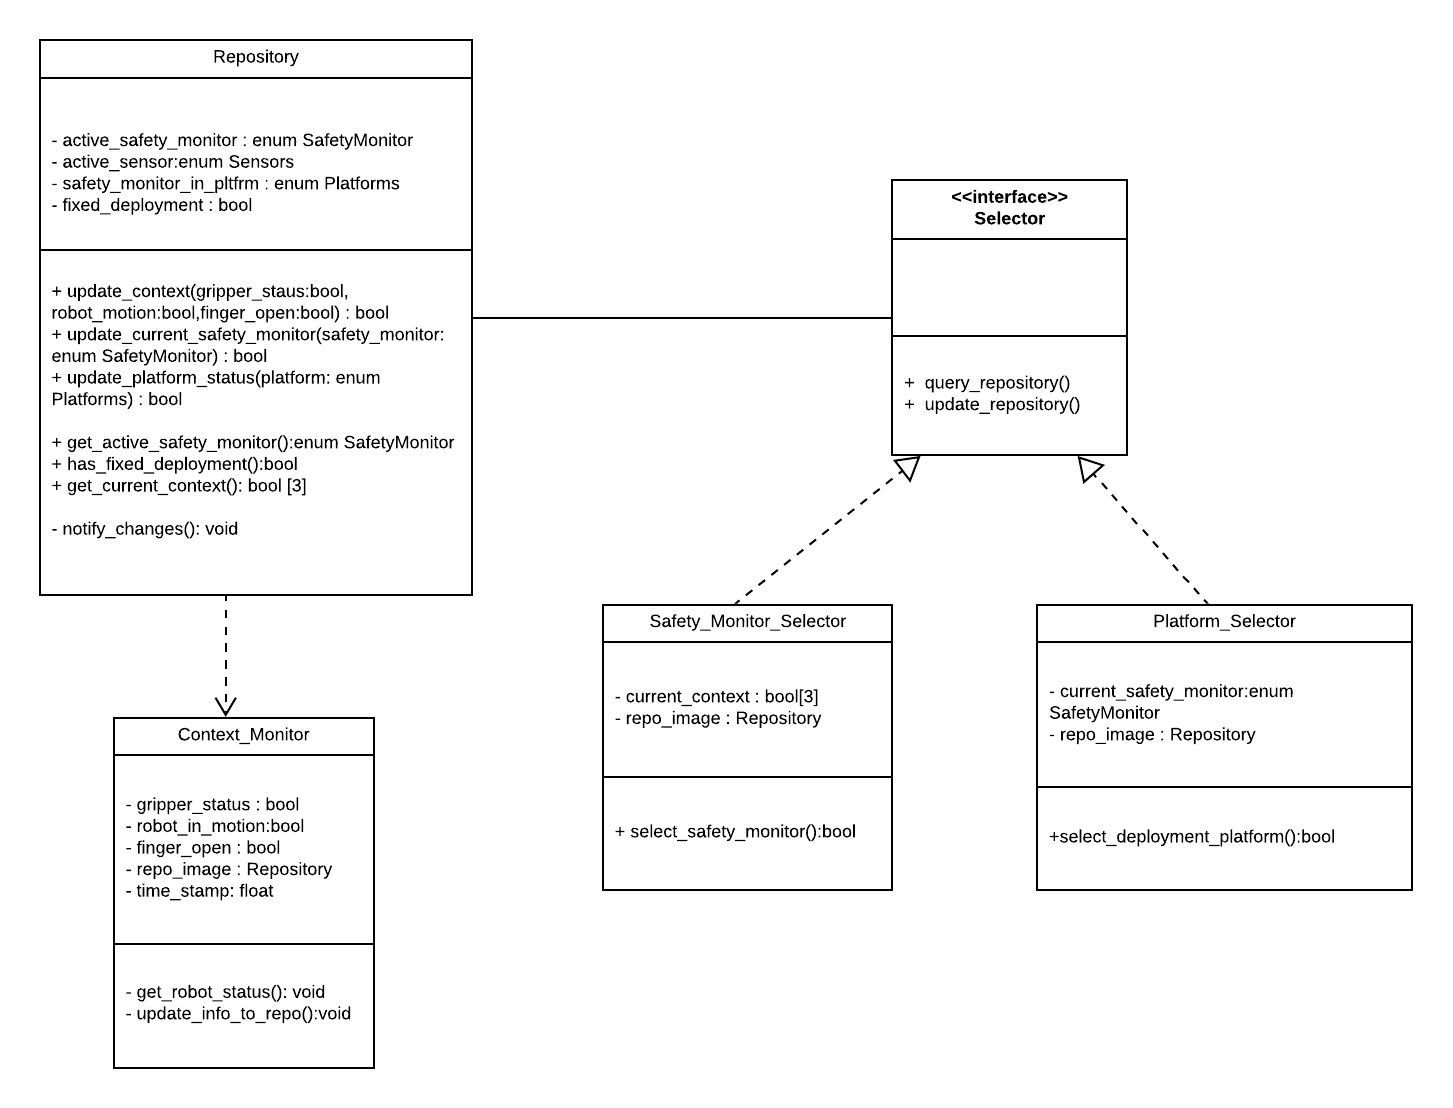 Repository
- active_safety_monitor : enum SafetyMonitor
- active_sensor:enum Sensors
- safety_monitor_in_pltfrm : enum Platforms
- fixed_deployment : bool
+ update_context(gripper_staus:bool,
robot_motion:bool,finger_open:bool) : bool
+ update_current_safety_monitor(safety_monitor:
enum SafetyMonitor) : bool
+ update_platform_status(platform: enum
Platforms) : bool
+ get_active_safety_monitor():enum SafetyMonitor
+ has_fixed_deployment():bool
+ get_current_context(): bool [3]
- notify_changes(): void
<<interface>>
Selector
+ query_repository()
+ update_repository()
Safety_Monitor_Selector
- current_context : bool[3]
- repo_image : Repository
+ select_safety_monitor():bool
Platform_Selector
- current_safety_monitor:enum
SafetyMonitor
- repo_image : Repository
+select_deployment_platform():bool
Context_Monitor
- gripper_status : bool
- robot_in_motion:bool
- finger_open : bool
- repo_image : Repository
- time_stamp: float
- get_robot_status(): void
- update_info_to_repo():void